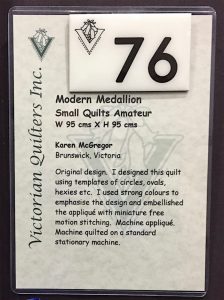 Victorian Quilters Inc.
76
Modern Medallion
Small Quilts Amateur
W 95 cms X H 95 cms
Karen McGregor
Brunswick, Victoria
Original design. I designed this quilt
using templates of circles, ovals,
hexies etc. I used strong colours to
emphasise the design and embellished
the appliqué with miniature free
motion stitching. Machine appliqué.
Machine quilted on a standard
stationary machine.